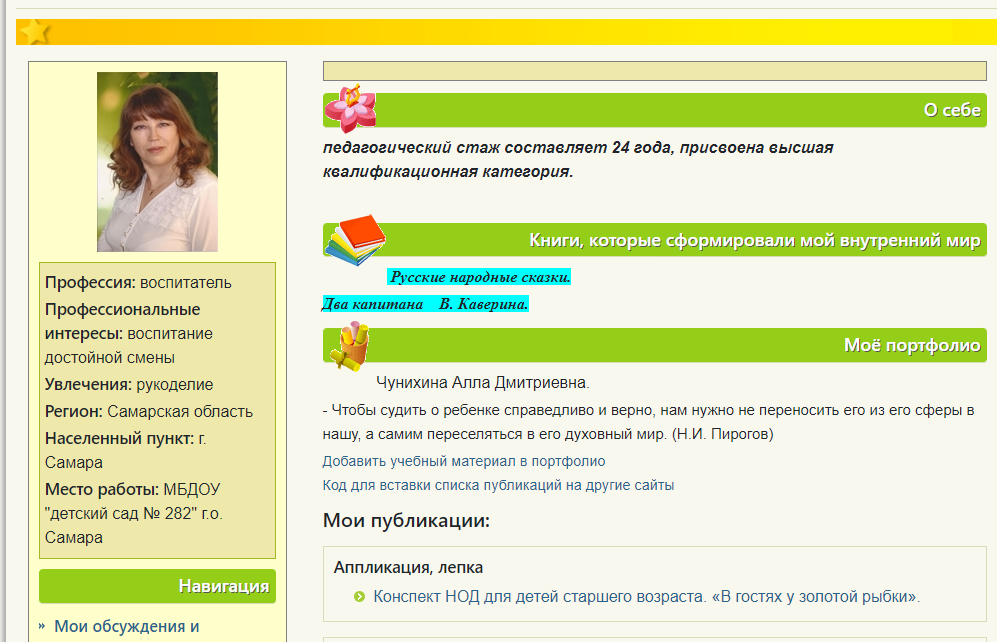 Профессия: воспитатель
Профессиональные
интересы: воспитание
достойной смены
Увлечения: рукоделие
Регион: Самарская область
Населенный пункт: г.
Самара
Место работы: МБДОУ
"детский сад № 282" г.о.
Самара
Навигация
» Мои обсуждения и
О себе
педагогический стаж составляет 24 года, присвоена высшая
квалификационная категория.
Книги, которые сформировали мой внутренний мир
Русские народные сказки.
Два капитана В. Каверина.
Моё портфолио
Чунихина Алла Дмитриевна.
- Чтобы судить о ребенке справедливо и верно, нам нужно не переносить его из его сферы в
нашу, а самим переселяться в его духовный мир. (Н.И. Пирогов)
Добавить учебный материал в портфолио
Код для вставки списка публикаций на другие сайты
Мои публикации:
Аппликация, лепка
Конспект НОД для детей старшего возраста. «В гостях у золотой рыбки».